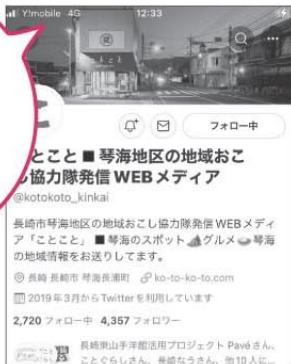 Y!mobile 4G 12:33
フォロー中
とこと■琴海地区の地域おこ
し協力隊発信WEBメディア
@kotokoto_kinkai
長崎市琴海地区の地域おこし協力隊発信WEBメディ
ア「ことこと」■琴海のスポット🏔グルメ🍛琴海
の地域情報をお送りしてます。
長崎 長崎市 琴海長浦町 ko-to-ko-to.com
2019年3月からTwitterを利用しています
2,720 フォロー中 4,357 フォロワー
長崎東山手洋館活用プロジェクト Pavéさん、
ことぐらしさん、長崎なうさん、他10人に...